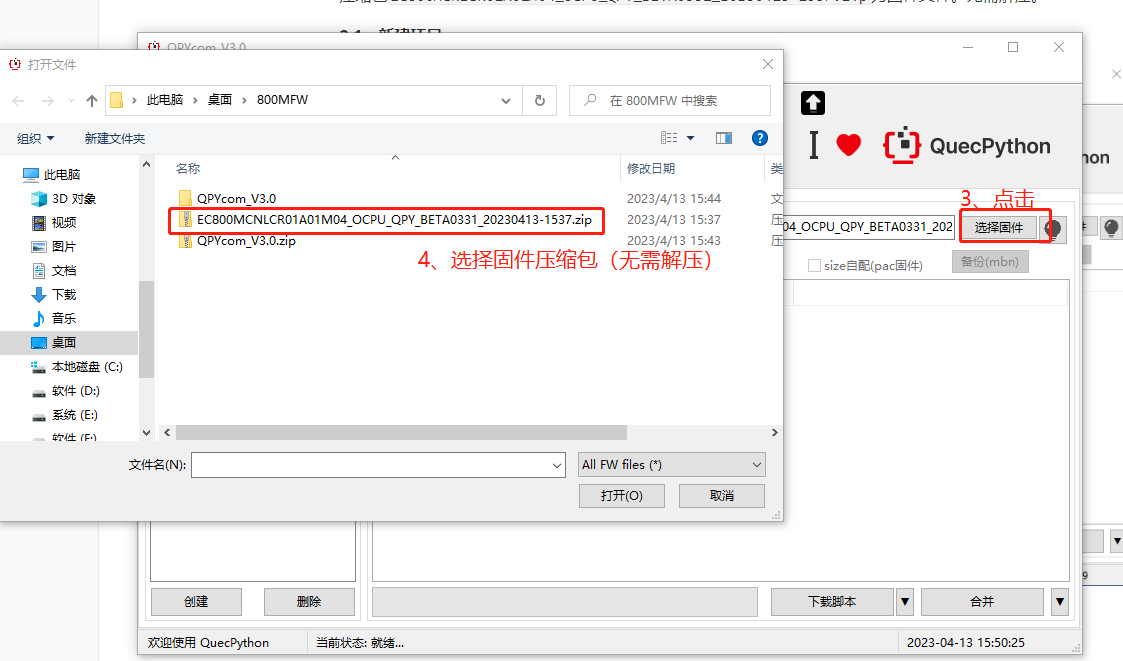 QPYcom_V3.0
打开文件
此电脑 › 桌面 › 800MFW
在 800MFW 中搜索
组织
新建文件夹
I
QuecPython
non
名称
修改日期
类
此电脑
3D 对象
视频
图片
文档
下载
音乐
桌面
本地磁盘 (C:)
软件 (D:)
系统 (E:)
软件 (F:)
QPYcom_V3.0
2023/4/13 15:44
文
EC800MCNLCR01A01M04_OCPU_QPY_BETA0331_20230413-1537.zip
2023/4/13 15:37
压
QPYcom_V3.0.zip
2023/4/13 15:43
压
4、选择固件压缩包（无需解压）
3、点击
04_OCPU_QPY_BETA0331_202
选择固件
size自配(pac固件)
备份(mbn)
文件名(N):
All FW files (*)
打开(O)
取消
创建
删除
下载脚本
合并
9
欢迎使用 QuecPython
当前状态: 就绪...
2023-04-13 15:50:25